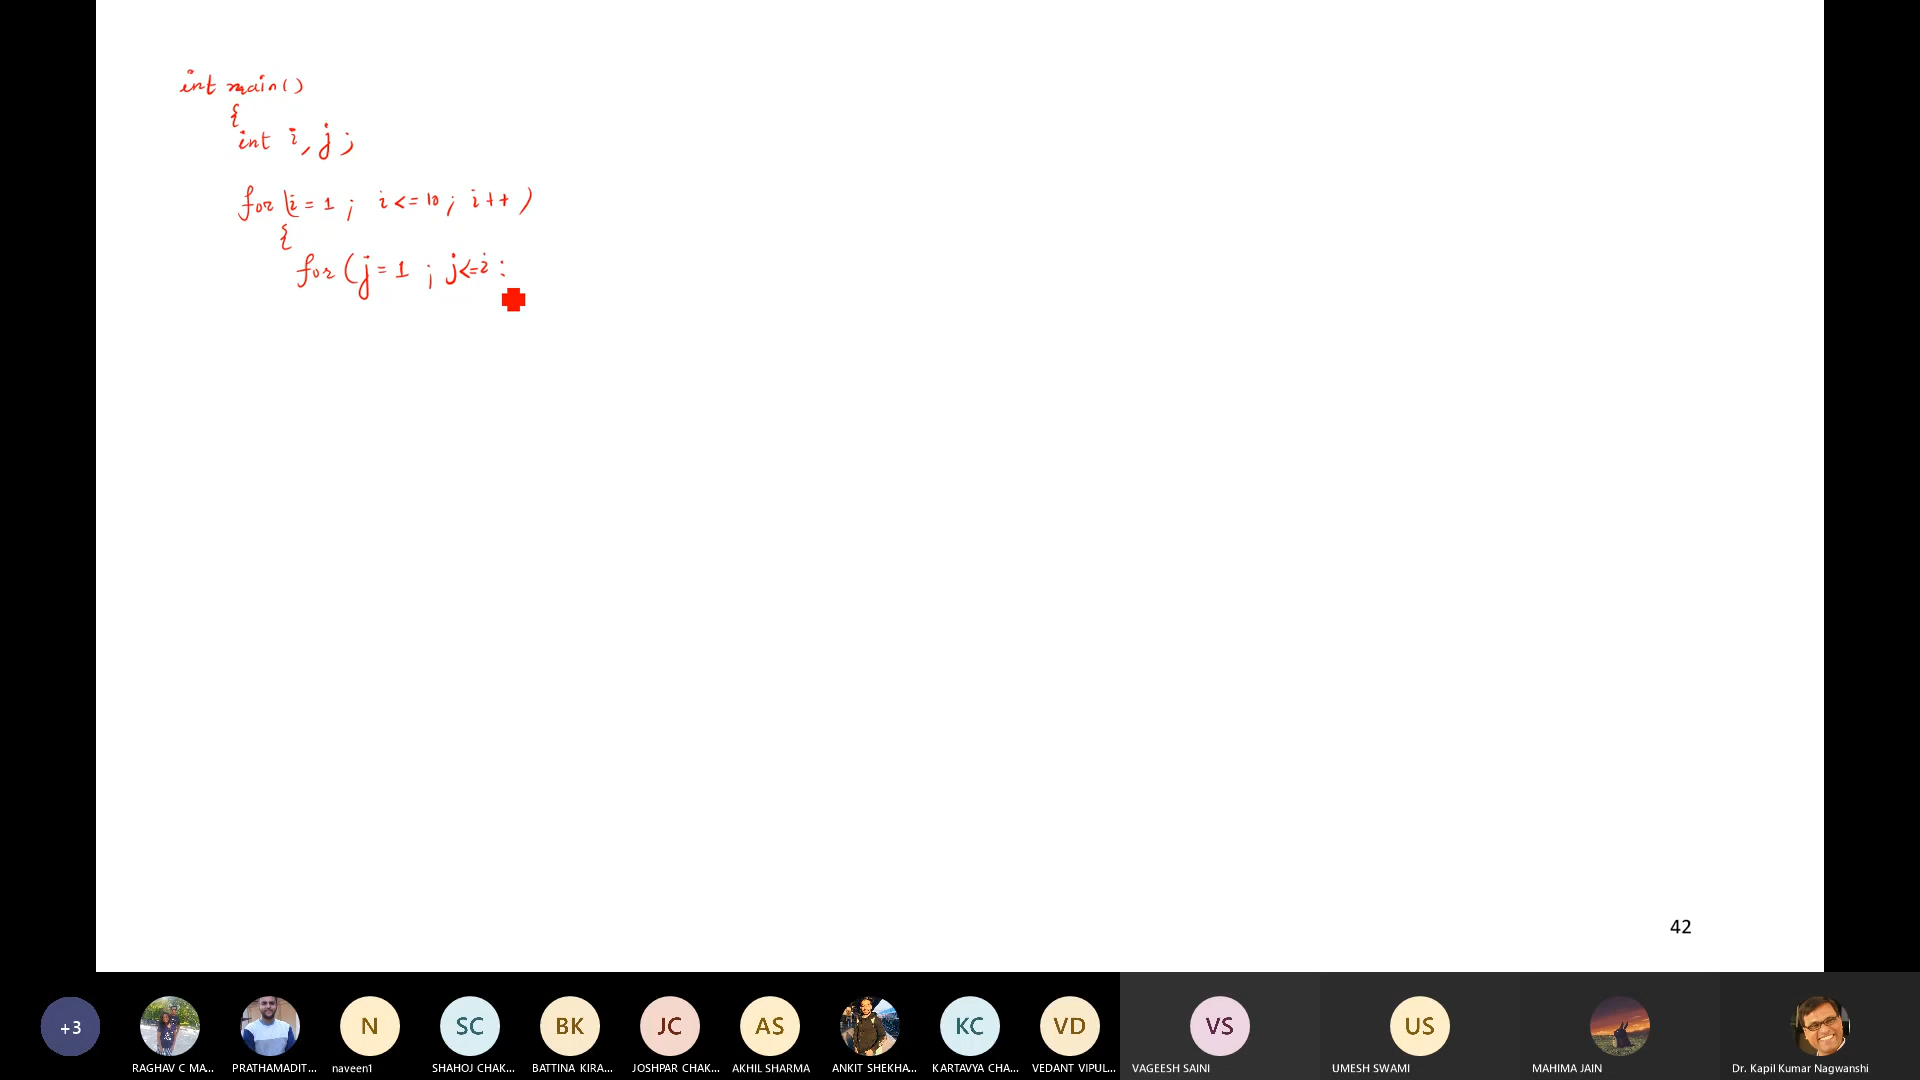 int main()
{
int i, j;
for (i = 1 ; i <= 10 ; i++ )
{
for (j = 1 ; j<=i :
42
+3
N
SC
BK
JC
AS
KC
VD
VS
US
RAGHAV C MA... PRATHAMADIT... naveen1 SHAHOJ CHAK... BATTINA KIRA... JOSHPAR CHAK... AKHIL SHARMA ANKIT SHEKHA... KARTAVYA CHA... VEDANT VIPUL... VAGEESH SAINI UMESH SWAMI MAHIMA JAIN Dr. Kapil Kumar Nagwanshi